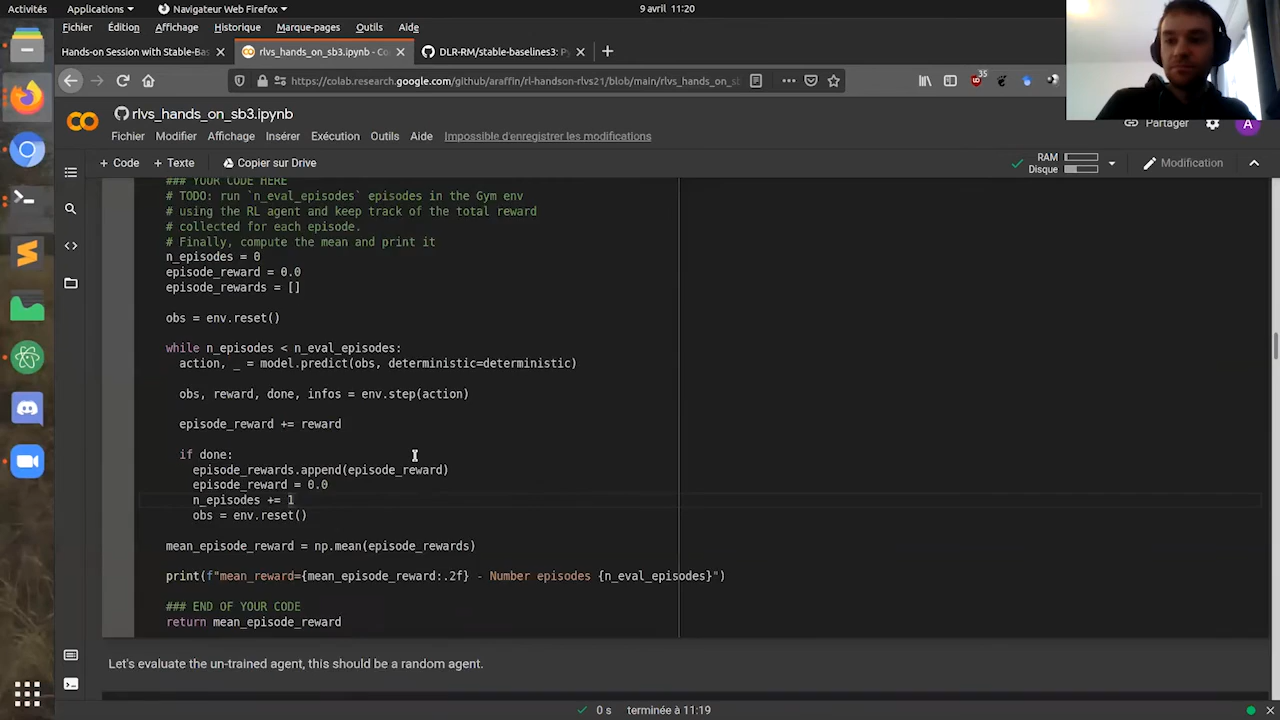 Activités
Applications
Navigateur Web Firefox
9 avril 11:20
Fichier Édition Affichage Historique Marque-pages Outils Aide
Hands-on Session with Stable-Bas
rlvs_hands_on_sb3.ipynb - Co
DLR-RM/stable-baselines3: Py
https://colab.research.google.com/github/araffin/rl-handson-rlvs21/blob/main/rlvs_hands_on_s
35
rlvs_hands_on_sb3.ipynb
Fichier Modifier Affichage Insérer Exécution Outils Aide Impossible d'enregistrer les modifications
Partager
A
+ Code + Texte Copier sur Drive
RAM
Disque
Modification
### YOUR CODE HERE
# TODO: run `n_eval_episodes` episodes in the Gym env
# using the RL agent and keep track of the total reward
# collected for each episode.
# Finally, compute the mean and print it
n_episodes = 0
episode_reward = 0.0
episode_rewards = []
obs = env.reset()
while n_episodes < n_eval_episodes:
action, _ = model.predict(obs, deterministic=deterministic)
obs, reward, done, infos = env.step(action)
episode_reward += reward
if done:
episode_rewards.append(episode_reward)
episode_reward = 0.0
n_episodes += 1
obs = env.reset()
mean_episode_reward = np.mean(episode_rewards)
print(f"mean_reward={mean_episode_reward:.2f} - Number episodes {n_eval_episodes}")
### END OF YOUR CODE
return mean_episode_reward
Let's evaluate the un-trained agent, this should be a random agent.
0 s terminée à 11:19